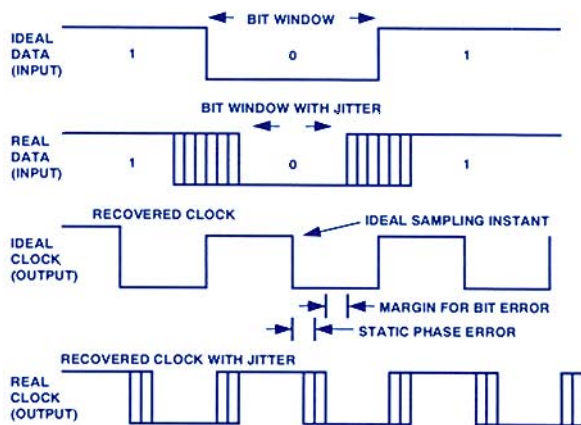 BIT WINDOW
IDEAL
DATA
(INPUT)
1
0
1
BIT WINDOW WITH JITTER
REAL
DATA
(INPUT)
1
0
1
RECOVERED CLOCK
IDEAL SAMPLING INSTANT
IDEAL
CLOCK
(OUTPUT)
MARGIN FOR BIT ERROR
STATIC PHASE ERROR
RECOVERED CLOCK WITH JITTER
REAL
CLOCK
(OUTPUT)